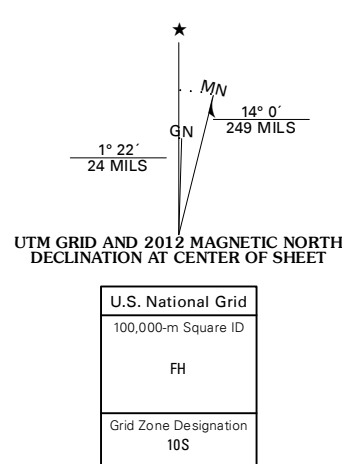 ★
MN
GN
14° 0´
249 MILS
1° 22´
24 MILS
UTM GRID AND 2012 MAGNETIC NORTH
DECLINATION AT CENTER OF SHEET
U.S. National Grid
100,000-m Square ID
FH
Grid Zone Designation
10S